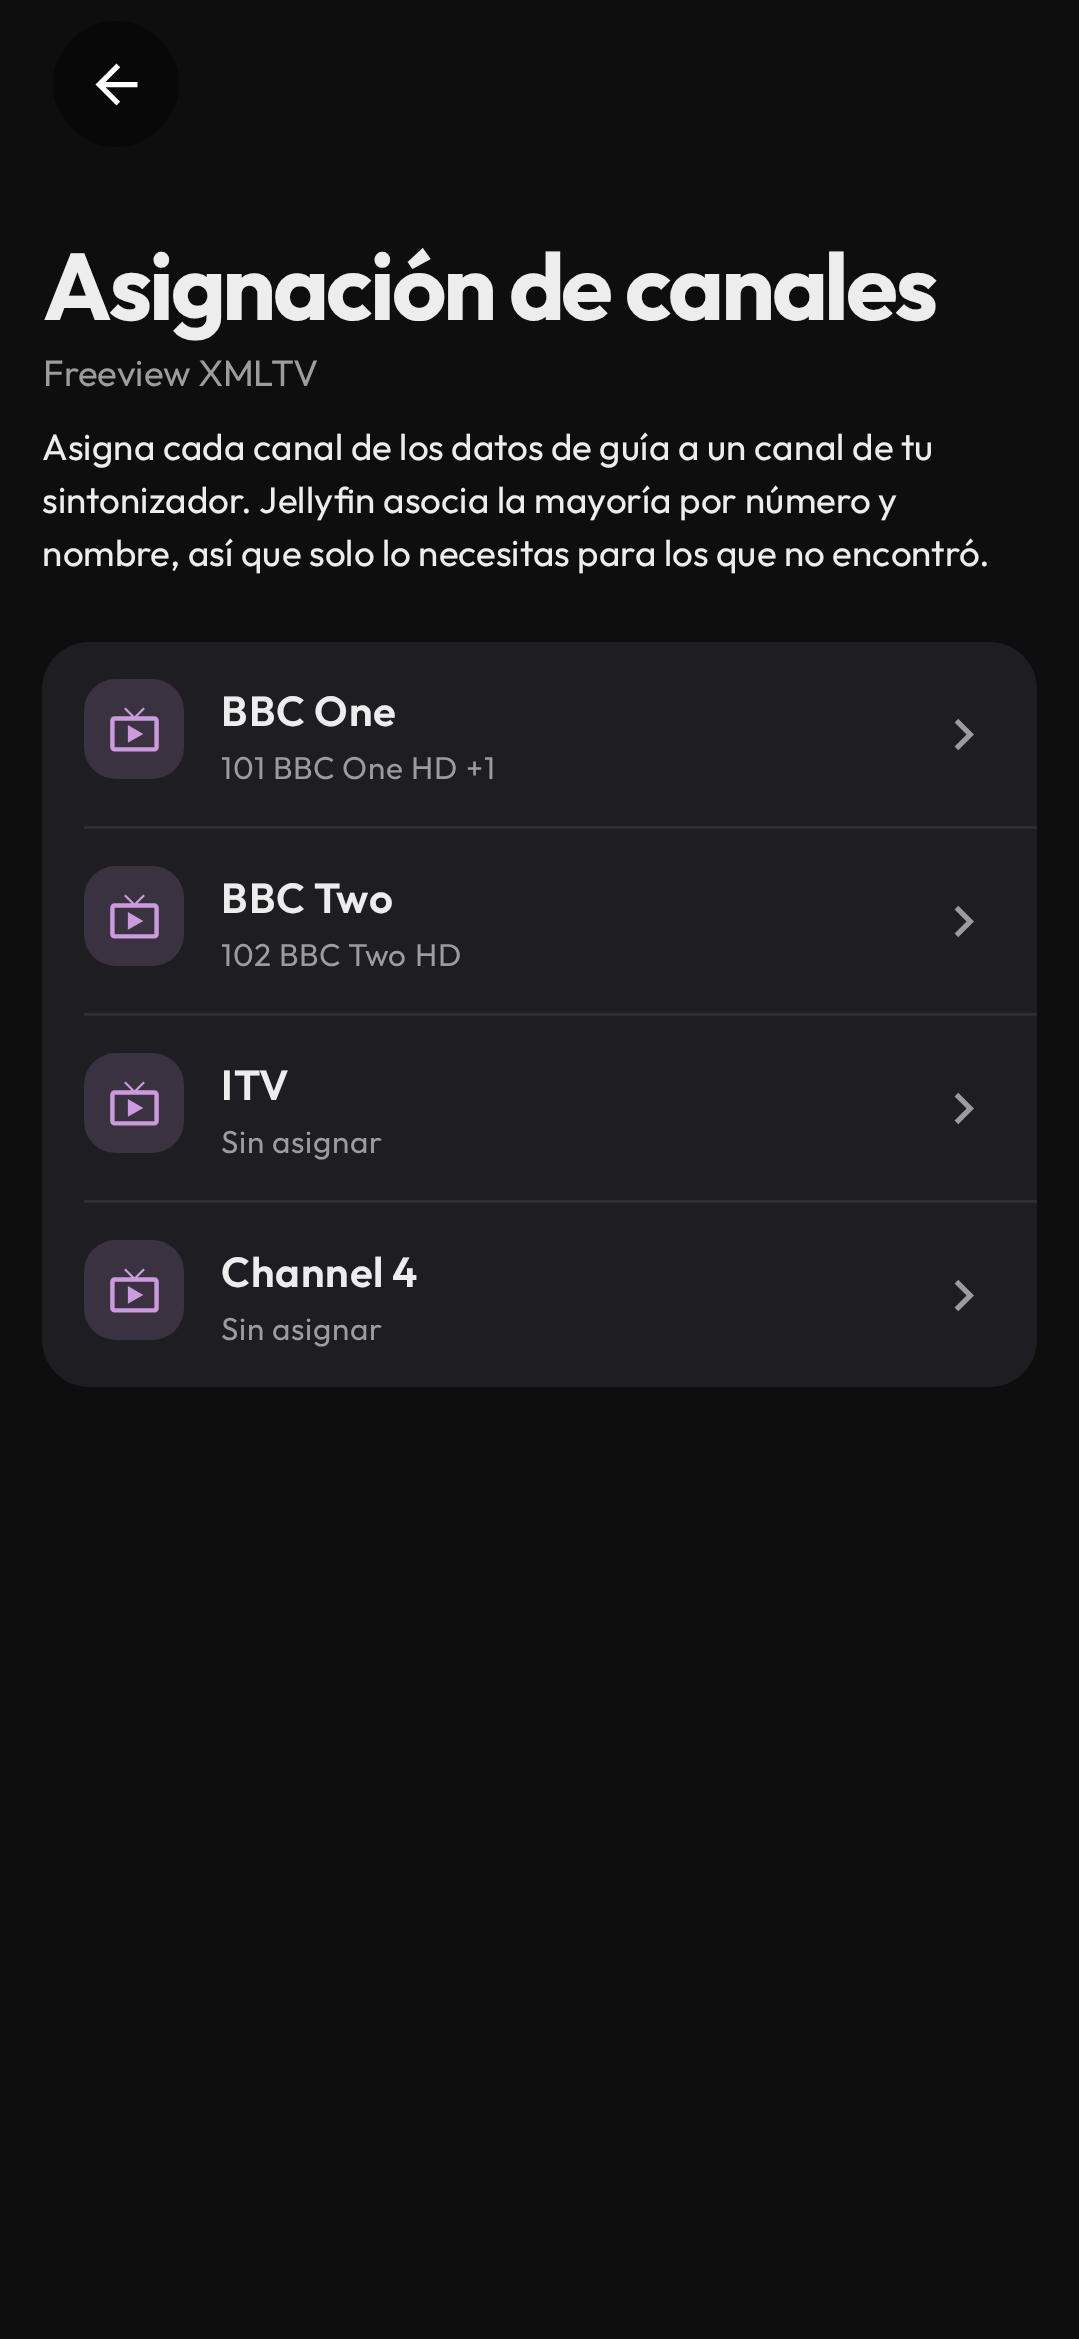 Asignación de canales
Freeview XMLTV
Asigna cada canal de los datos de guía a un canal de tu
sintonizador. Jellyfin asocia la mayoría por número y
nombre, así que solo lo necesitas para los que no encontró.
BBC One
101 BBC One HD +1
BBC Two
102 BBC Two HD
ITV
Sin asignar
Channel 4
Sin asignar